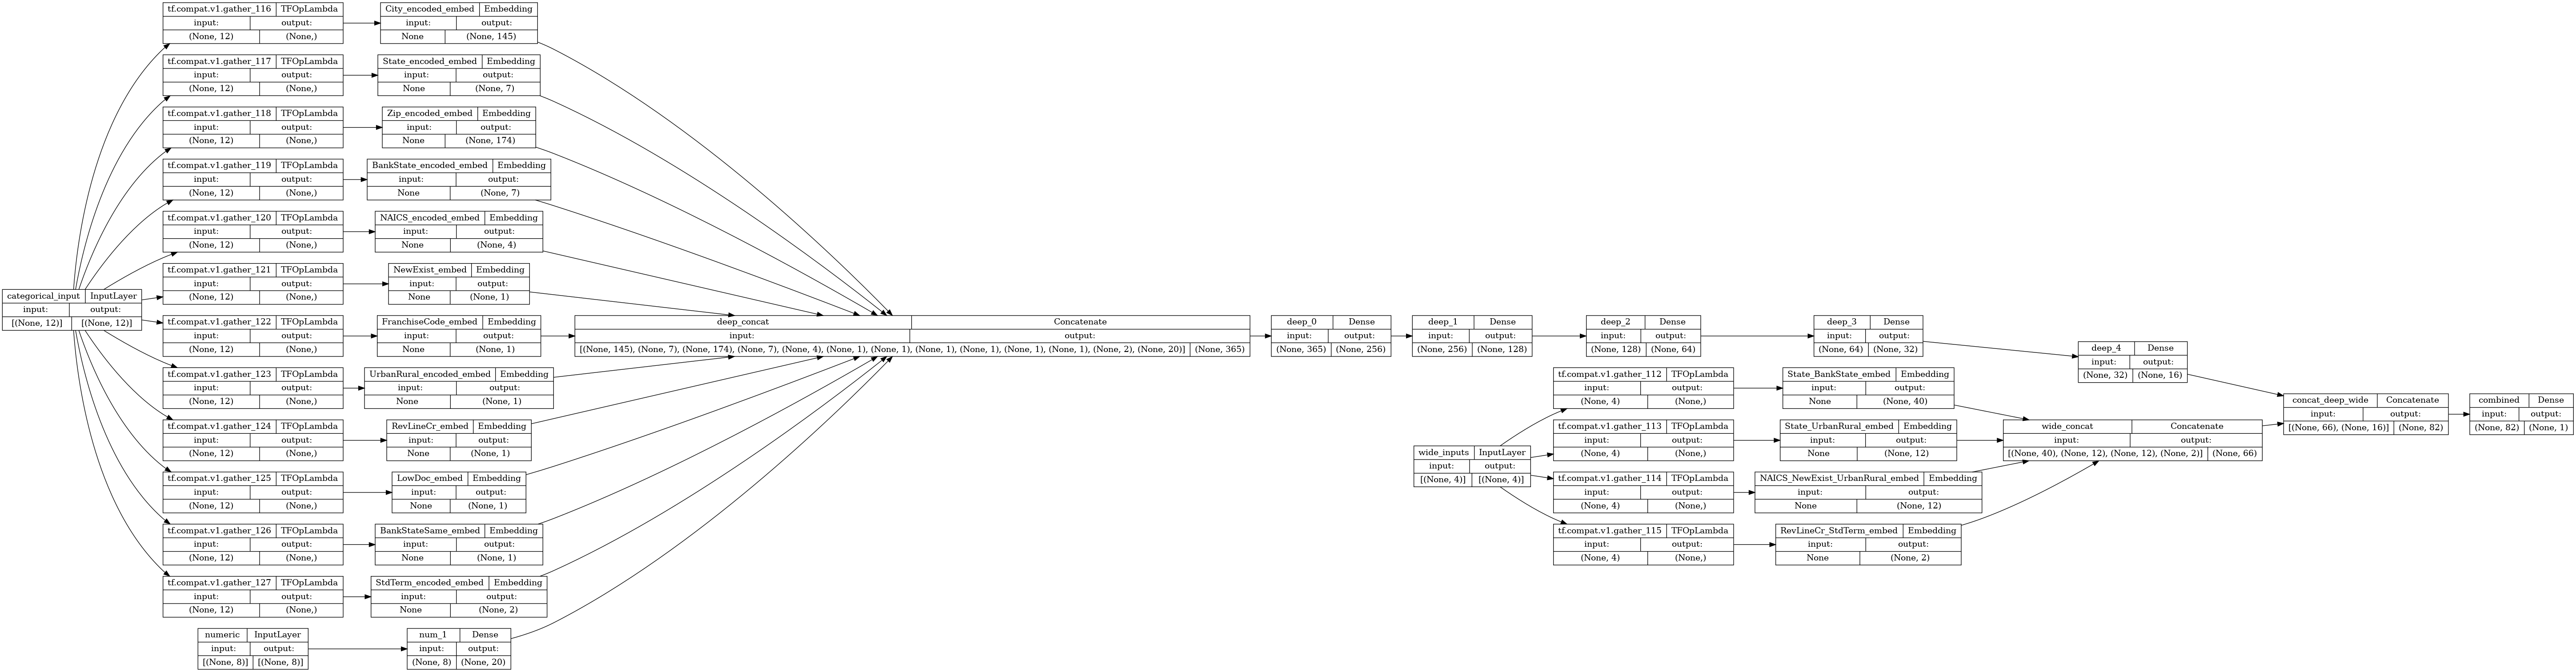 tf.compat.v1.gather_116 TFOpLambda
input: output:
(None, 12) (None,)
City_encoded_embed Embedding
input: output:
None (None, 145)
tf.compat.v1.gather_117 TFOpLambda
input: output:
(None, 12) (None,)
State_encoded_embed Embedding
input: output:
None (None, 7)
tf.compat.v1.gather_118 TFOpLambda
input: output:
(None, 12) (None,)
Zip_encoded_embed Embedding
input: output:
None (None, 174)
tf.compat.v1.gather_119 TFOpLambda
input: output:
(None, 12) (None,)
BankState_encoded_embed Embedding
input: output:
None (None, 7)
tf.compat.v1.gather_120 TFOpLambda
input: output:
(None, 12) (None,)
NAICS_encoded_embed Embedding
input: output:
None (None, 4)
categorical_input InputLayer
input: output:
[(None, 12)] [(None, 12)]
tf.compat.v1.gather_121 TFOpLambda
input: output:
(None, 12) (None,)
NewExist_embed Embedding
input: output:
None (None, 1)
tf.compat.v1.gather_122 TFOpLambda
input: output:
(None, 12) (None,)
FranchiseCode_embed Embedding
input: output:
None (None, 1)
tf.compat.v1.gather_123 TFOpLambda
input: output:
(None, 12) (None,)
UrbanRural_encoded_embed Embedding
input: output:
None (None, 1)
tf.compat.v1.gather_124 TFOpLambda
input: output:
(None, 12) (None,)
RevLineCr_embed Embedding
input: output:
None (None, 1)
tf.compat.v1.gather_125 TFOpLambda
input: output:
(None, 12) (None,)
LowDoc_embed Embedding
input: output:
None (None, 1)
tf.compat.v1.gather_126 TFOpLambda
input: output:
(None, 12) (None,)
BankStateSame_embed Embedding
input: output:
None (None, 1)
tf.compat.v1.gather_127 TFOpLambda
input: output:
(None, 12) (None,)
StdTerm_encoded_embed Embedding
input: output:
None (None, 2)
numeric InputLayer
input: output:
[(None, 8)] [(None, 8)]
num_1 Dense
input: output:
(None, 8) (None, 20)
deep_concat Concatenate
input: output:
[(None, 145), (None, 7), (None, 174), (None, 7), (None, 4), (None, 1), (None, 1), (None, 1), (None, 1), (None, 1), (None, 1), (None, 2), (None, 20)] (None, 365)
deep_0 Dense
input: output:
(None, 365) (None, 256)
deep_1 Dense
input: output:
(None, 256) (None, 128)
deep_2 Dense
input: output:
(None, 128) (None, 64)
deep_3 Dense
input: output:
(None, 64) (None, 32)
deep_4 Dense
input: output:
(None, 32) (None, 16)
wide_inputs InputLayer
input: output:
[(None, 4)] [(None, 4)]
tf.compat.v1.gather_112 TFOpLambda
input: output:
(None, 4) (None,)
State_BankState_embed Embedding
input: output:
None (None, 40)
tf.compat.v1.gather_113 TFOpLambda
input: output:
(None, 4) (None,)
State_UrbanRural_embed Embedding
input: output:
None (None, 12)
tf.compat.v1.gather_114 TFOpLambda
input: output:
(None, 4) (None,)
NAICS_NewExist_UrbanRural_embed Embedding
input: output:
None (None, 12)
tf.compat.v1.gather_115 TFOpLambda
input: output:
(None, 4) (None,)
RevLineCr_StdTerm_embed Embedding
input: output:
None (None, 2)
wide_concat Concatenate
input: output:
[(None, 40), (None, 12), (None, 12), (None, 2)] (None, 66)
concat_deep_wide Concatenate
input: output:
[(None, 66), (None, 16)] (None, 82)
combined Dense
input: output:
(None, 82) (None, 1)